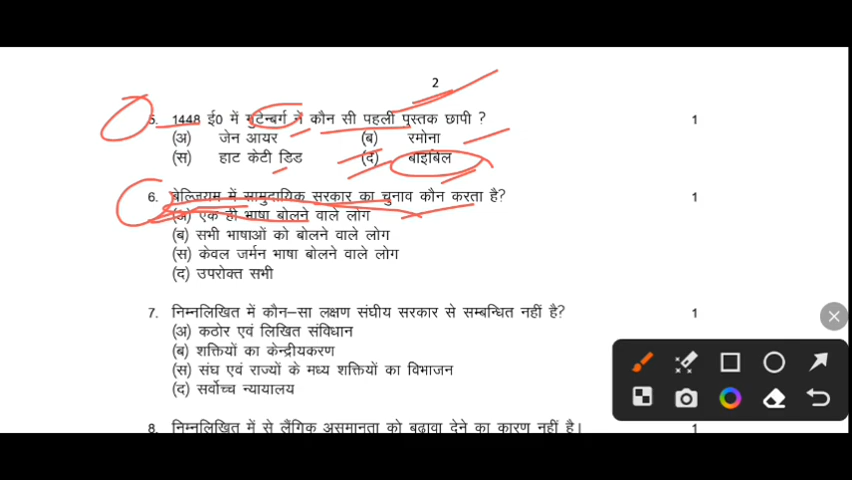 2
5. 1448 ई0 में गुटेन्बर्ग ने कौन सी पहली पुस्तक छापी ? 1
(अ) जेन आयर (ब) रमोना
(स) हाट केटी डिड (द) बाइबिल
6. बेल्जियम में सामुदायिक सरकार का चुनाव कौन करता है? 1
(अ) एक ही भाषा बोलने वाले लोग
(ब) सभी भाषाओं को बोलने वाले लोग
(स) केवल जर्मन भाषा बोलने वाले लोग
(द) उपरोक्त सभी
7. निम्नलिखित में कौन–सा लक्षण संघीय सरकार से सम्बन्धित नहीं है? 1
(अ) कठोर एवं लिखित संविधान
(ब) शक्तियों का केन्द्रीयकरण
(स) संघ एवं राज्यों के मध्य शक्तियों का विभाजन
(द) सर्वोच्च न्यायालय
8. निम्नलिखित में से लैंगिक असमानता को बढ़ावा देने का कारण नहीं है। 1